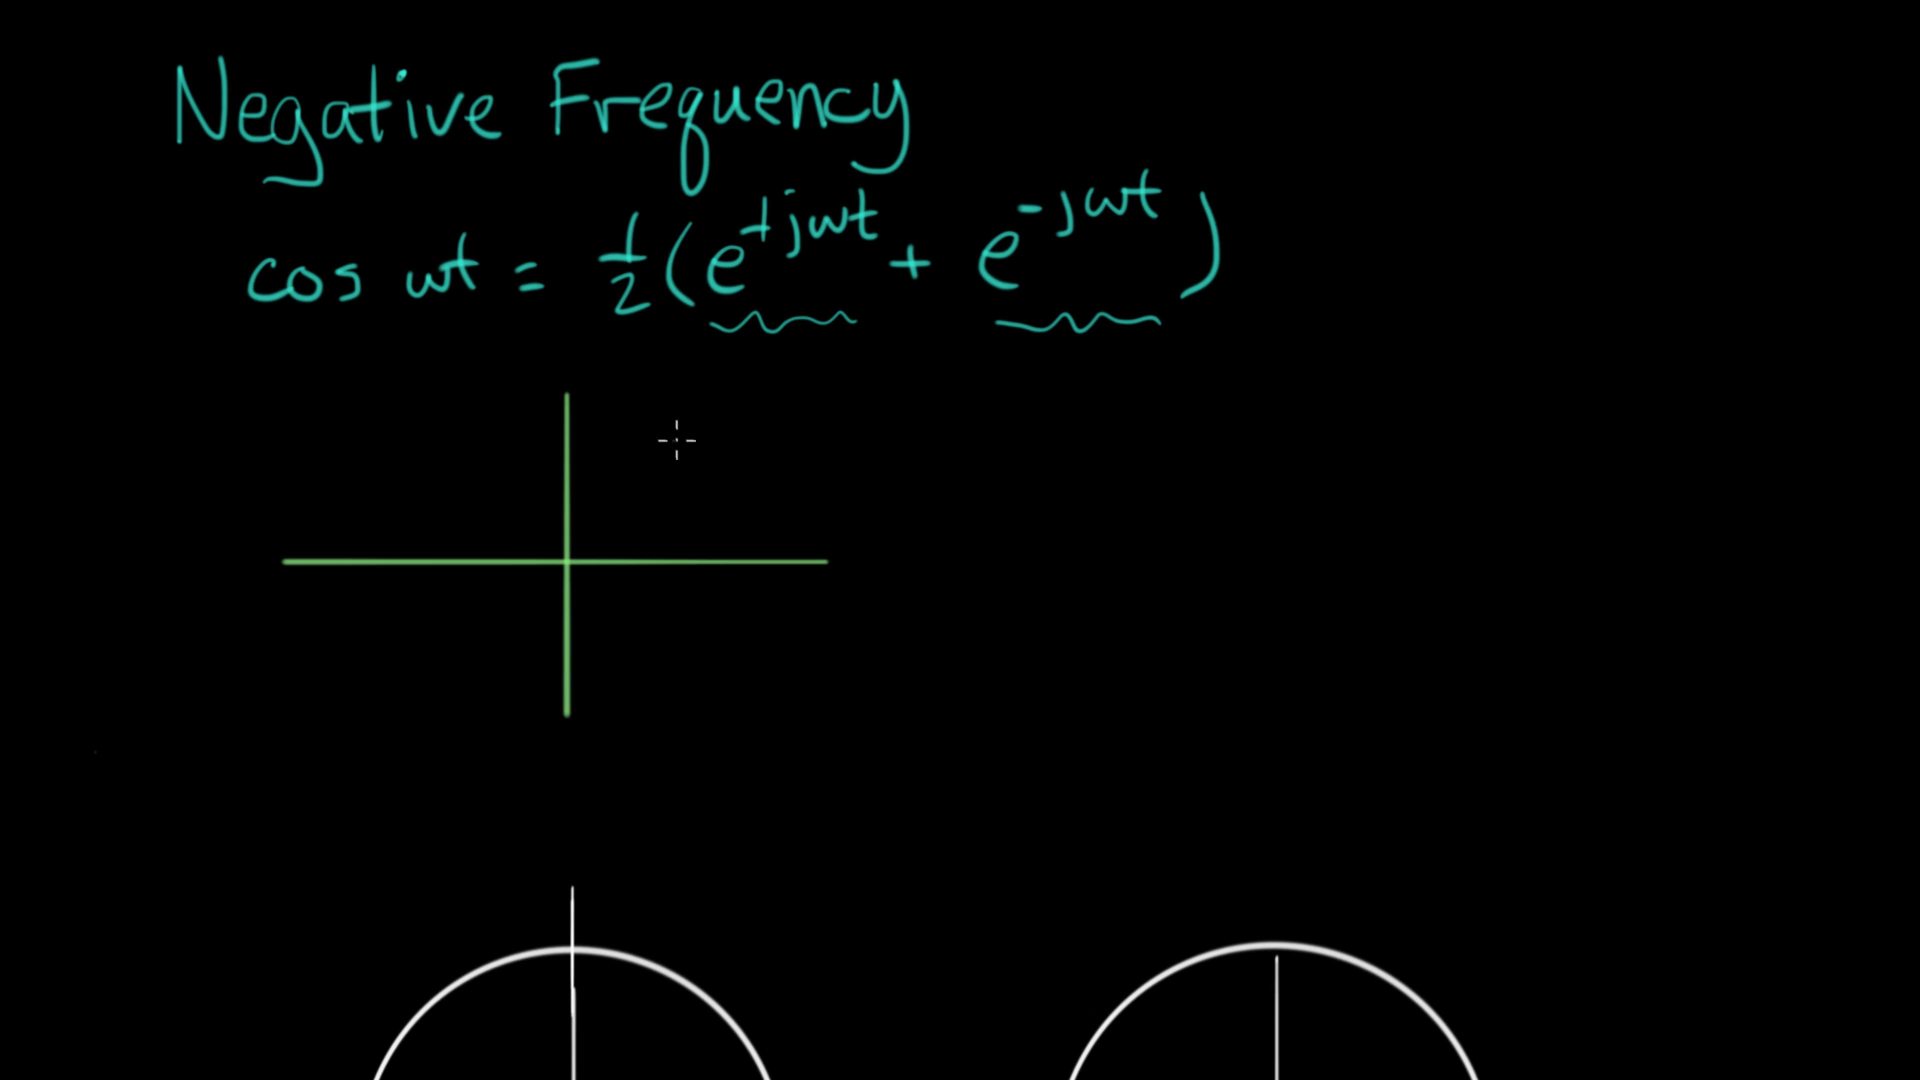 Negative Frequency
cos ωt = 1/2 (e^{+jωt} + e^{-jωt})